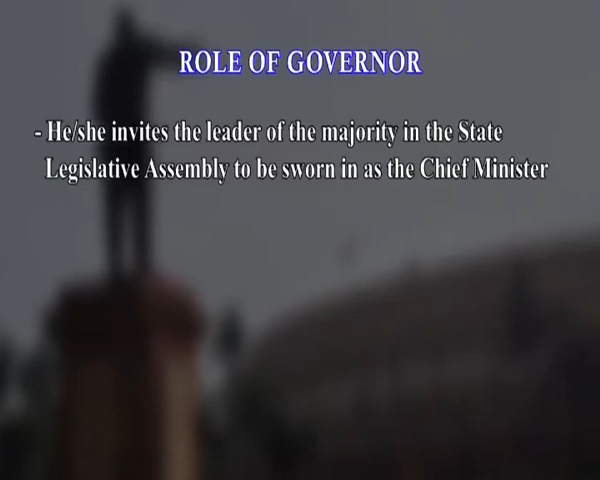 ROLE OF GOVERNOR
- He/she invites the leader of the majority in the State
Legislative Assembly to be sworn in as the Chief Minister